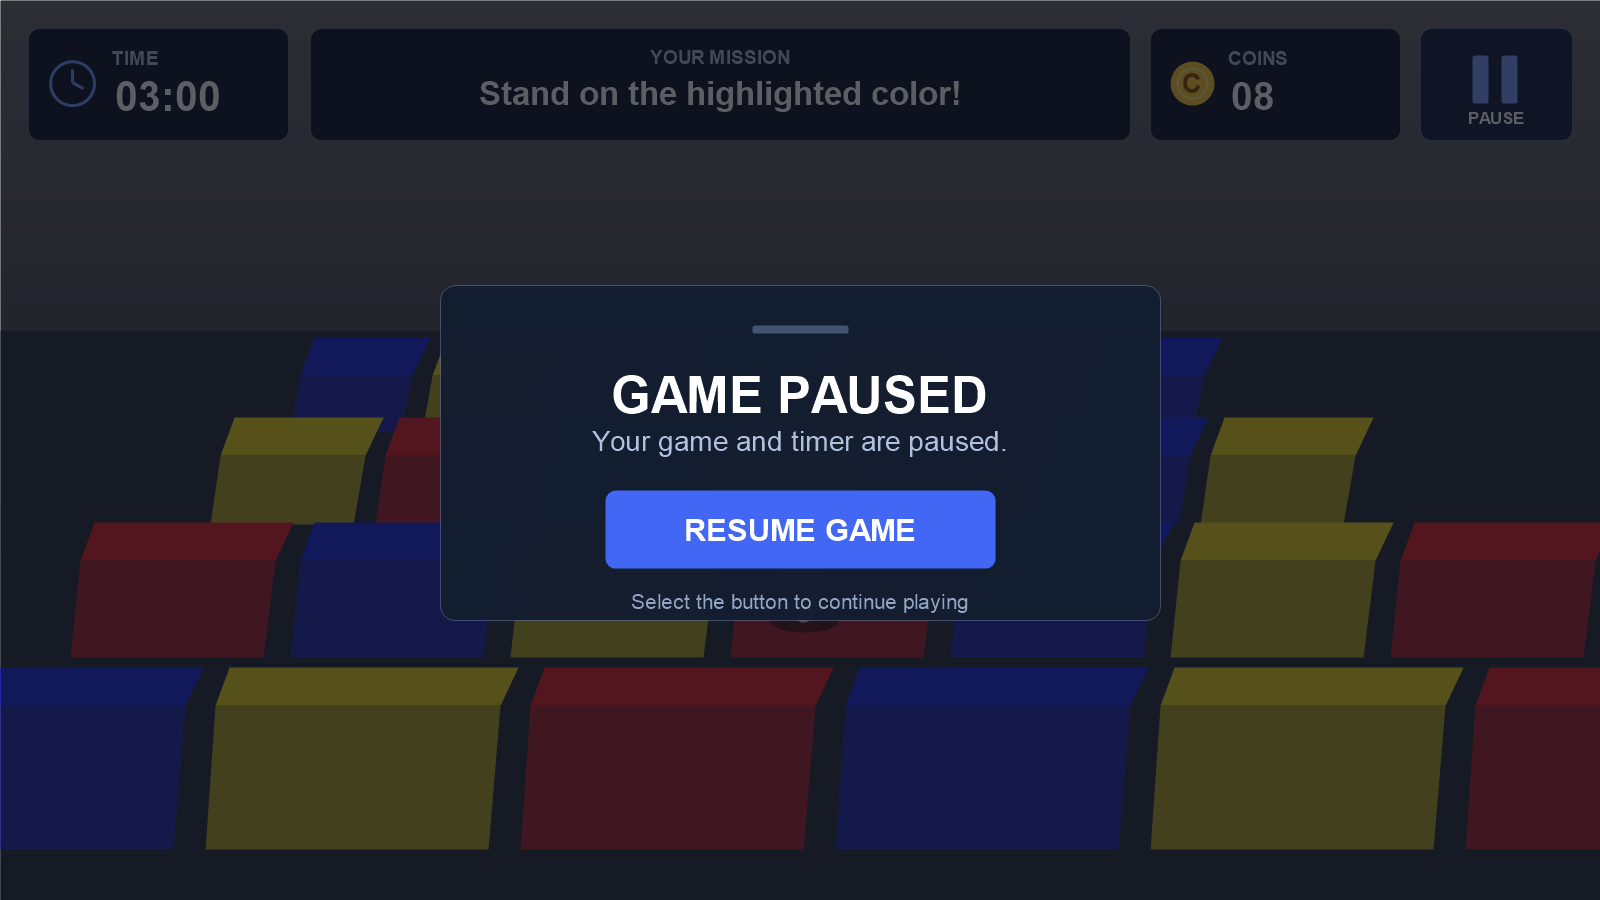 TIME
03:00
YOUR MISSION
Stand on the highlighted color!
C
COINS
08
PAUSE
GAME PAUSED
Your game and timer are paused.
RESUME GAME
Select the button to continue playing